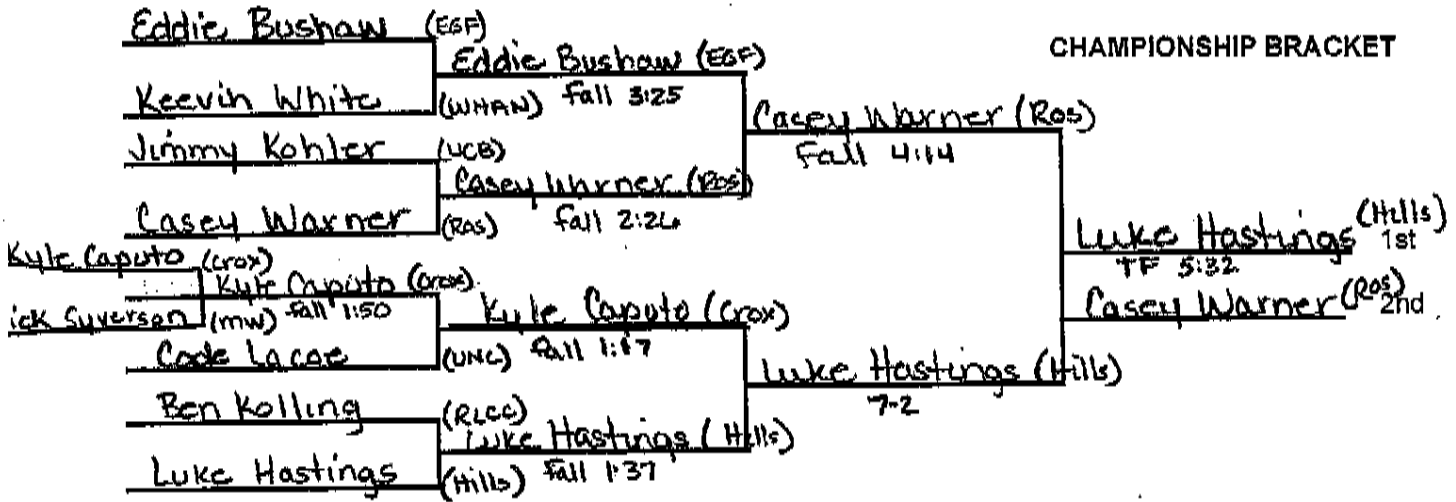 Eddie Bushaw (EGF)
CHAMPIONSHIP BRACKET
Eddie Bushaw (EGF)
Keevin White (WHAN) fall 3:25
Casey Warner (Ros)
Fall 4:14
Jimmy Kohler (UCB)
Casey Warner (Ros)
Casey Warner (Ros) fall 2:26
Luke Hastings (Hills) 1st
TF 5:32
Kyle Caputo (Crox)
Kyle Caputo (Crox)
ick Syverson (mw) fall 1:50
Casey Warner (Ros) 2nd
Kyle Caputo (Crox)
Code Lacoe (UNC) fall 1:17
Luke Hastings (Hills)
7-2
Ben Kolling (RLCC)
Luke Hastings (Hills)
Luke Hastings (Hills) fall 1:37